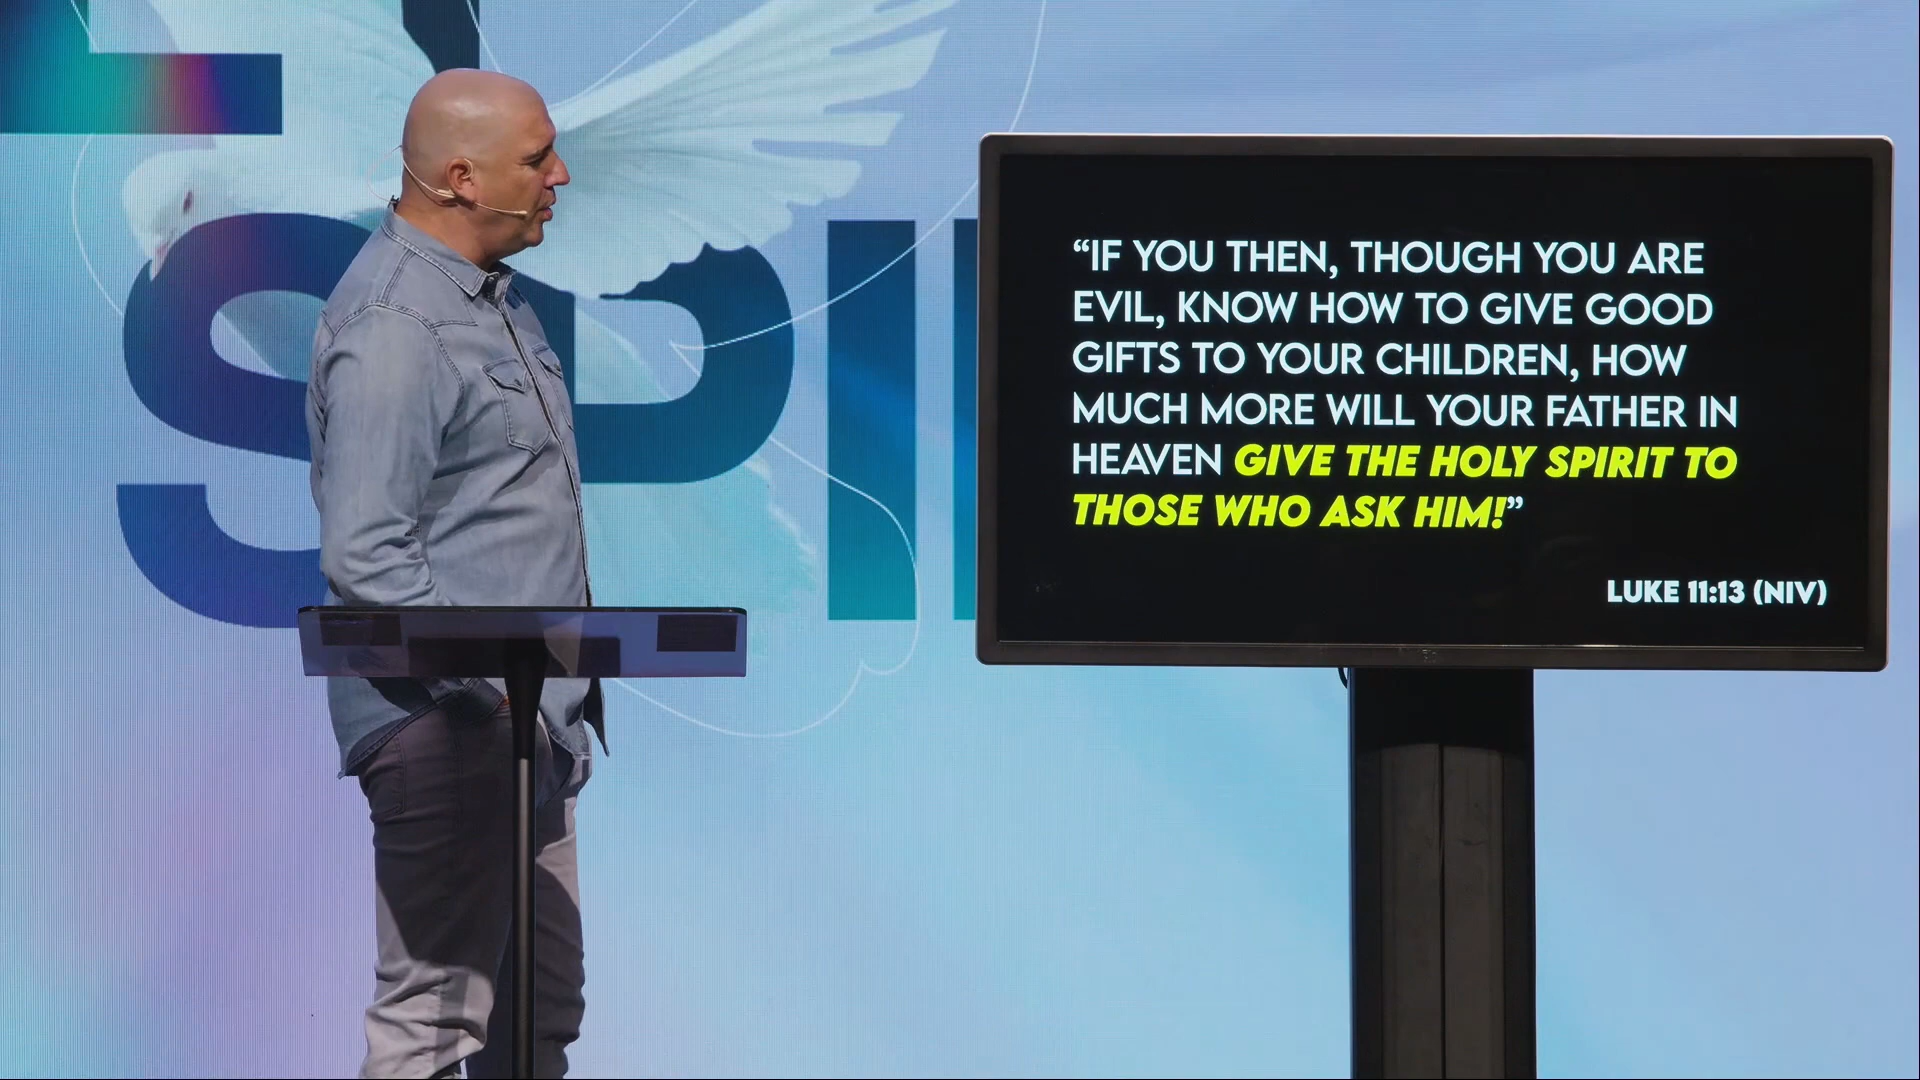 SPI
“IF YOU THEN, THOUGH YOU ARE
EVIL, KNOW HOW TO GIVE GOOD
GIFTS TO YOUR CHILDREN, HOW
MUCH MORE WILL YOUR FATHER IN
HEAVEN GIVE THE HOLY SPIRIT TO
THOSE WHO ASK HIM!”
LUKE 11:13 (NIV)